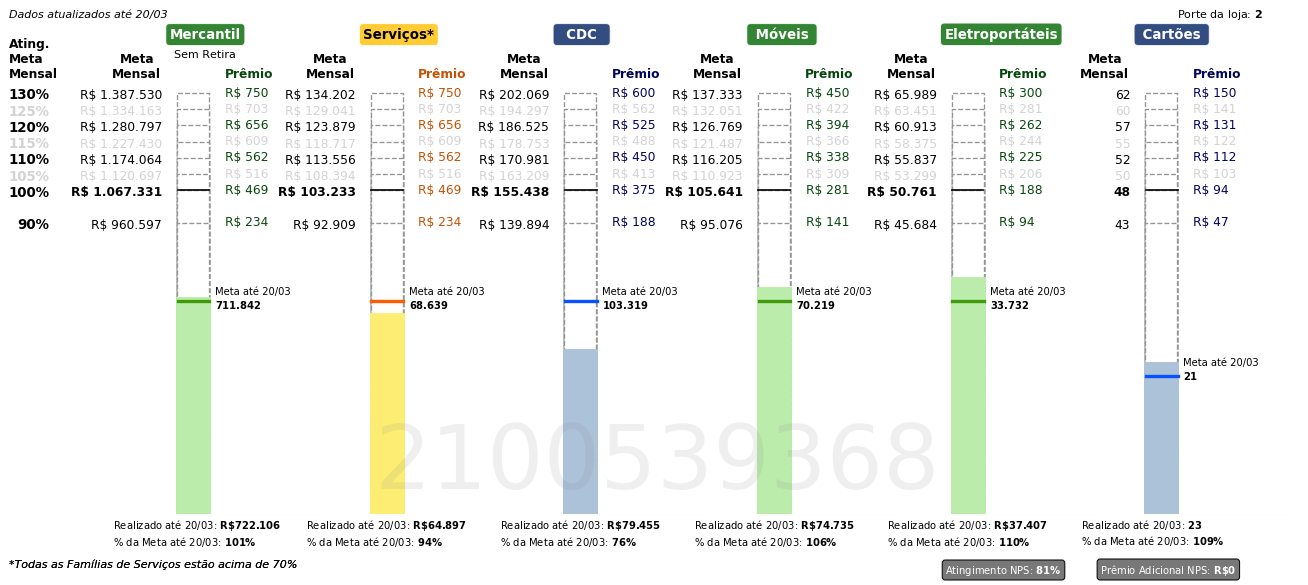 Dados atualizados até 20/03
Porte da loja: 2
Mercantil Serviços* CDC Móveis Eletroportáteis Cartões
Sem Retira
Ating. Meta Mensal
Meta Mensal Prêmio Meta Mensal Prêmio Meta Mensal Prêmio Meta Mensal Prêmio Meta Mensal Prêmio Meta Mensal Prêmio
130% R$ 1.387.530 R$ 750 R$ 134.202 R$ 750 R$ 202.069 R$ 600 R$ 137.333 R$ 450 R$ 65.989 R$ 300 62 R$ 150
125% R$ 1.334.163 R$ 703 R$ 129.041 R$ 703 R$ 194.297 R$ 562 R$ 132.051 R$ 422 R$ 63.451 R$ 281 60 R$ 141
120% R$ 1.280.797 R$ 656 R$ 123.879 R$ 656 R$ 186.525 R$ 525 R$ 126.769 R$ 394 R$ 60.913 R$ 262 57 R$ 131
115% R$ 1.227.430 R$ 609 R$ 118.717 R$ 609 R$ 178.753 R$ 488 R$ 121.487 R$ 366 R$ 58.375 R$ 244 55 R$ 122
110% R$ 1.174.064 R$ 562 R$ 113.556 R$ 562 R$ 170.981 R$ 450 R$ 116.205 R$ 338 R$ 55.837 R$ 225 52 R$ 112
105% R$ 1.120.697 R$ 516 R$ 108.394 R$ 516 R$ 163.209 R$ 413 R$ 110.923 R$ 309 R$ 53.299 R$ 206 50 R$ 103
100% R$ 1.067.331 R$ 469 R$ 103.233 R$ 469 R$ 155.438 R$ 375 R$ 105.641 R$ 281 R$ 50.761 R$ 188 48 R$ 94
90% R$ 960.597 R$ 234 R$ 92.909 R$ 234 R$ 139.894 R$ 188 R$ 95.076 R$ 141 R$ 45.684 R$ 94 43 R$ 47
Meta até 20/03 Meta até 20/03 Meta até 20/03 Meta até 20/03 Meta até 20/03
711.842 68.639 103.319 70.219 33.732
Meta até 20/03
21
2100539368
Realizado até 20/03: R$722.106 Realizado até 20/03: R$64.897 Realizado até 20/03: R$79.455 Realizado até 20/03: R$74.735 Realizado até 20/03: R$37.407 Realizado até 20/03: 23
% da Meta até 20/03: 101% % da Meta até 20/03: 94% % da Meta até 20/03: 76% % da Meta até 20/03: 106% % da Meta até 20/03: 110% % da Meta até 20/03: 109%
*Todas as Famílias de Serviços estão acima de 70%
Atingimento NPS: 81% Prêmio Adicional NPS: R$0